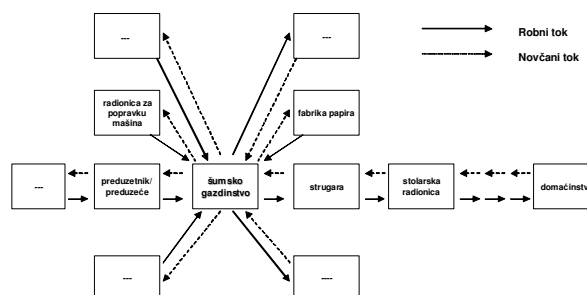 ---
---
Robni tok
Novčani tok
radionica za
popravku
mašina
fabrika papira
---
preduzetnik/
preduzeće
šumsko
gazdinstvo
strugara
stolarska
radionica
domaćinstv
---
----